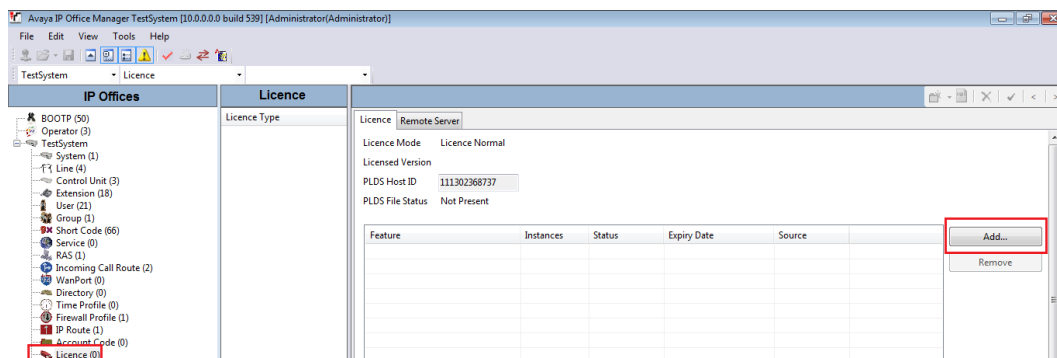 Avaya IP Office Manager TestSystem [10.0.0.0.0 build 539] [Administrator(Administrator)]
File Edit View Tools Help
TestSystem Licence
IP Offices
BOOTP (50)
Operator (3)
TestSystem
System (1)
Line (4)
Control Unit (3)
Extension (18)
User (21)
Group (1)
Short Code (66)
Service (0)
RAS (1)
Incoming Call Route (2)
WanPort (0)
Directory (0)
Time Profile (0)
Firewall Profile (1)
IP Route (1)
Account Code (0)
Licence (0)
Licence
Licence Type
Licence Remote Server
Licence Mode Licence Normal
Licensed Version
PLDS Host ID 111302368737
PLDS File Status Not Present
Feature Instances Status Expiry Date Source
Add...
Remove